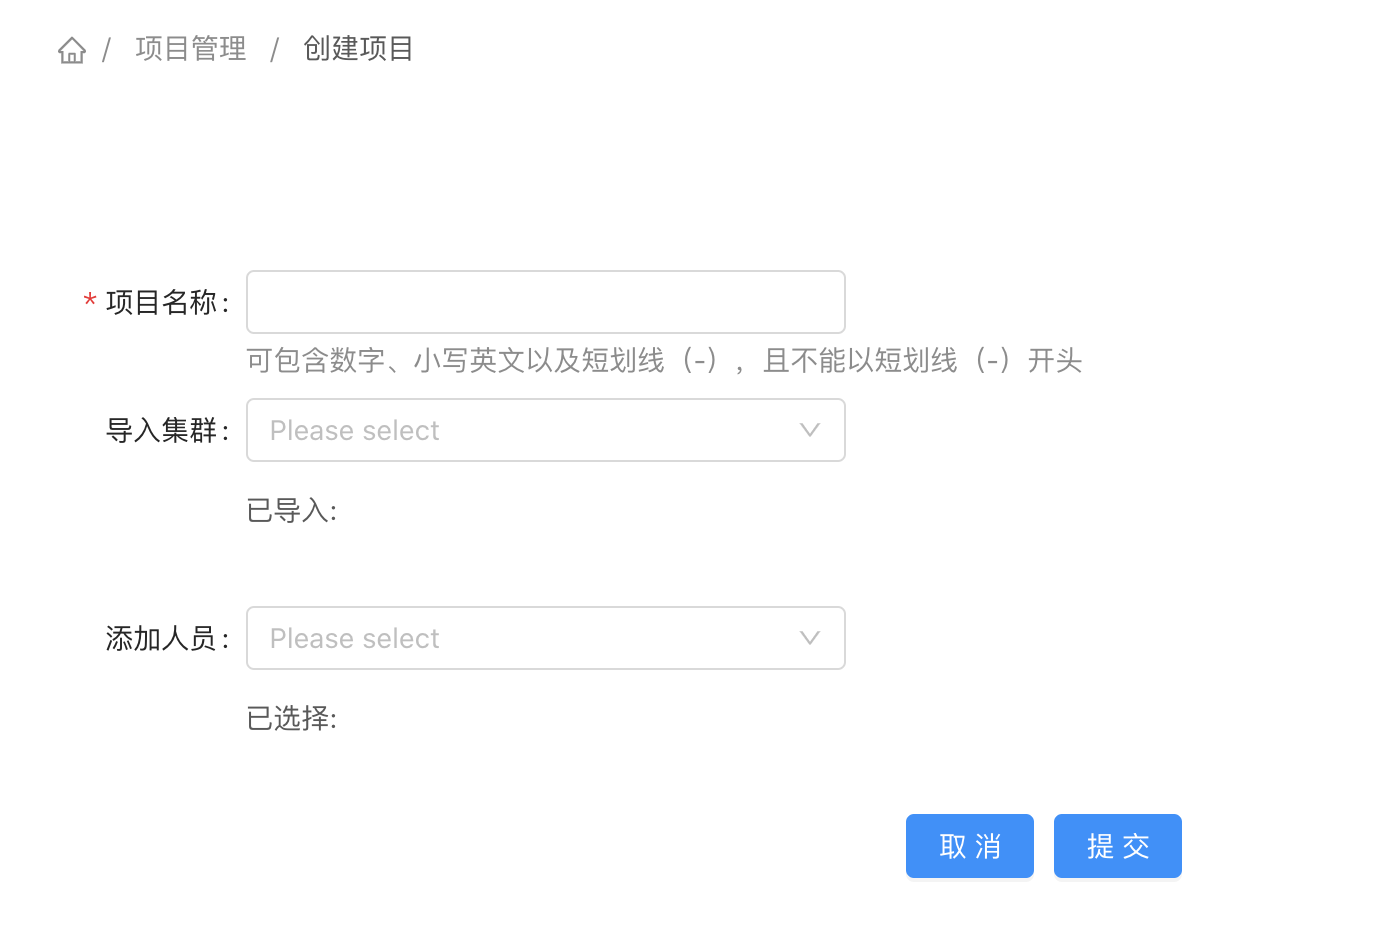 / 项目管理 / 创建项目
* 项目名称:
可包含数字、小写英文以及短划线（-），且不能以短划线（-）开头
导入集群: Please select
已导入:
添加人员: Please select
已选择:
取 消 提 交